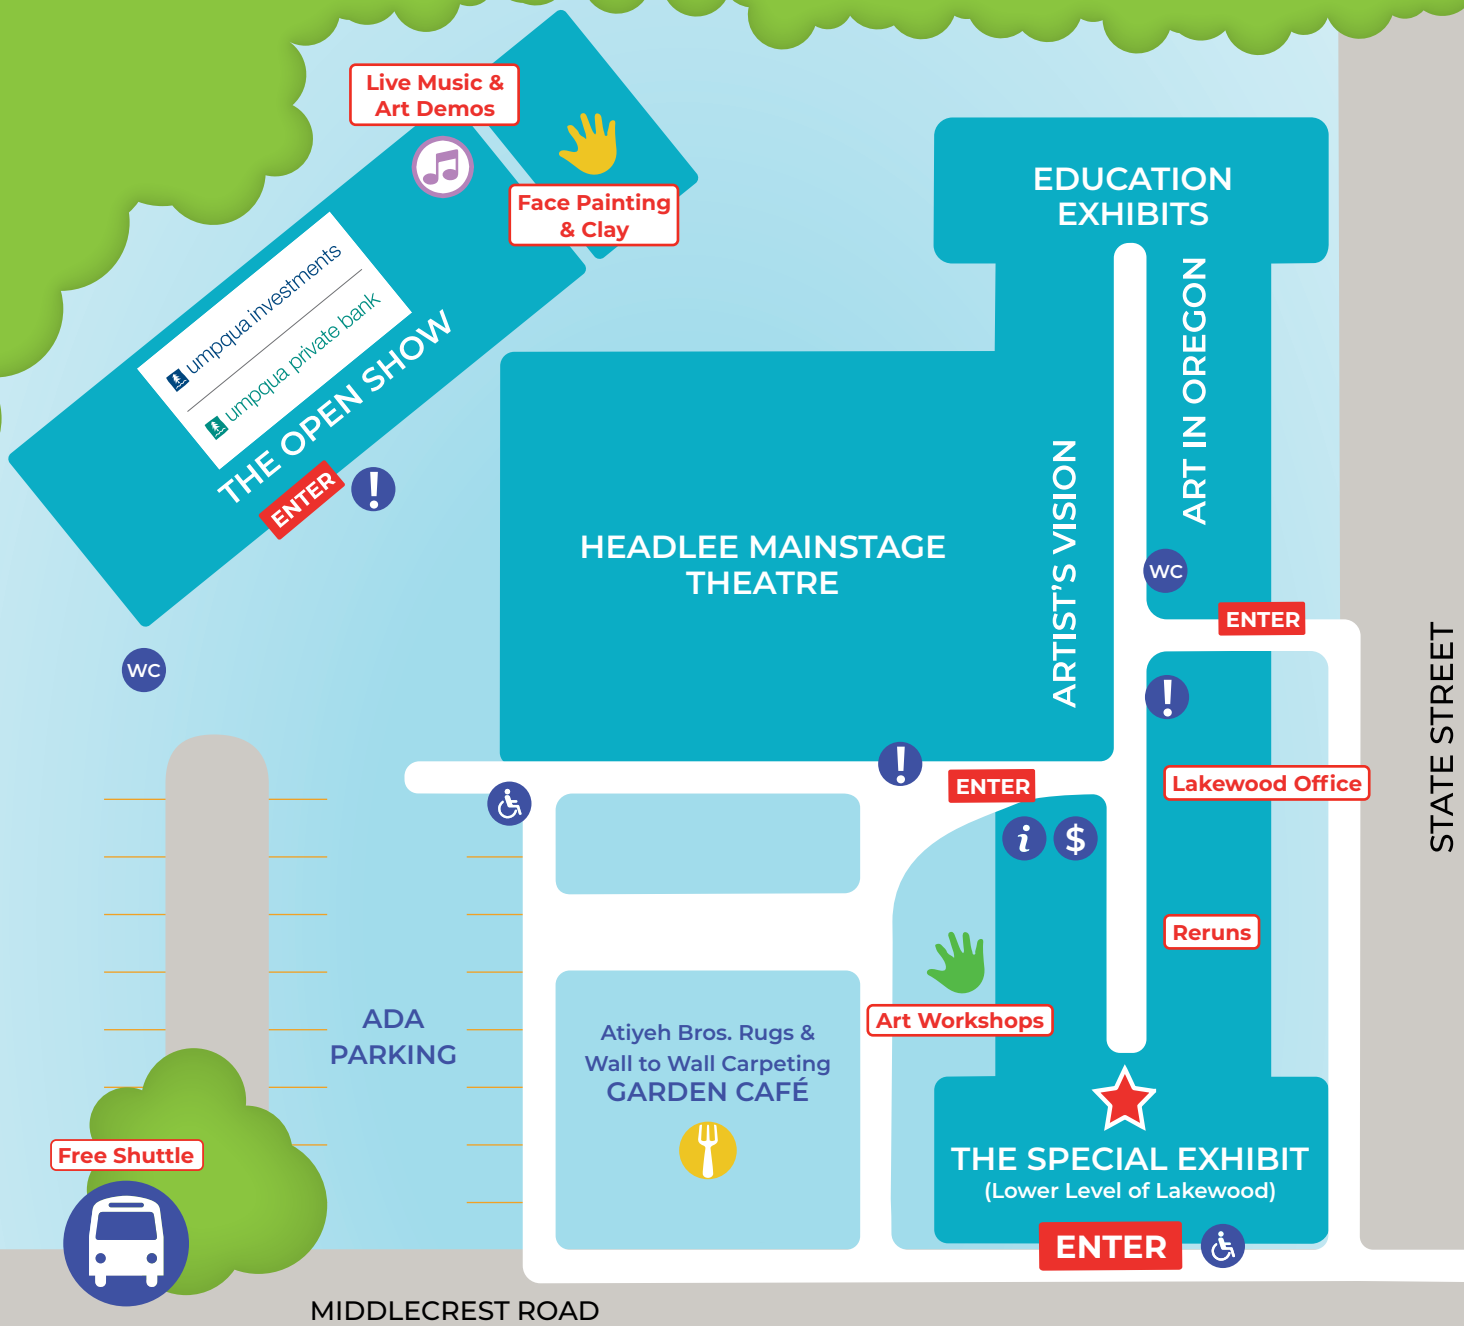 Live Music &
Art Demos
Face Painting
& Clay
umpqua investments
umpqua private bank
THE OPEN SHOW
ENTER
!
WC
EDUCATION
EXHIBITS
ART IN OREGON
ARTIST'S VISION
HEADLEE MAINSTAGE
THEATRE
WC
ENTER
!
!
ENTER
i
$
Lakewood Office
Reruns
STATE STREET
ADA
PARKING
Atiyeh Bros. Rugs &
Wall to Wall Carpeting
GARDEN CAFÉ
Art Workshops
THE SPECIAL EXHIBIT
(Lower Level of Lakewood)
ENTER
Free Shuttle
MIDDLECREST ROAD